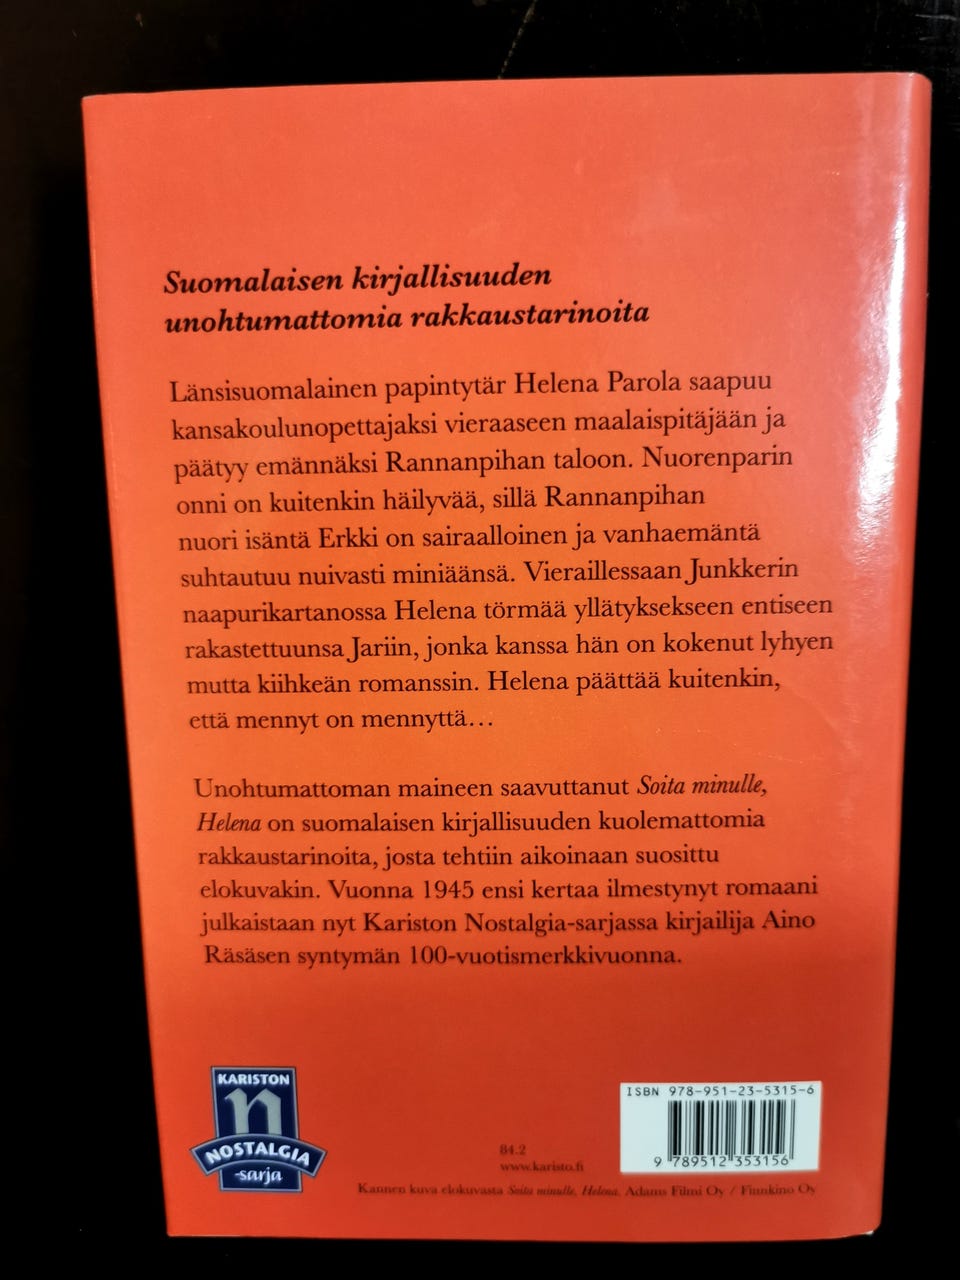 Suomalaisen kirjallisuuden
unohtumattomia rakkaustarinoita
Länsisuomalainen papintytär Helena Parola saapuu
kansakoulunopettajaksi vieraaseen maalaispitäjään ja
päätyy emännäksi Rannanpihan taloon. Nuorenparin
onni on kuitenkin häilyvää, sillä Rannanpihan
nuori isäntä Erkki on sairaalloinen ja vanhaemäntä
suhtautuu nuivasti miniäänsä. Vieraillessaan Junkkerin
naapurikartanossa Helena törmää yllätyksekseen entiseen
rakastettuunsa Jariin, jonka kanssa hän on kokenut lyhyen
mutta kiihkeän romanssin. Helena päättää kuitenkin,
että mennyt on mennyttä...
Unohtumattoman maineen saavuttanut Soita minulle,
Helena on suomalaisen kirjallisuuden kuolemattomia
rakkaustarinoita, josta tehtiin aikoinaan suosittu
elokuvakin. Vuonna 1945 ensi kertaa ilmestynyt romaani
julkaistaan nyt Kariston Nostalgia-sarjassa kirjailija Aino
Räsäsen syntymän 100-vuotismerkkivuonna.
KARISTON
n
NOSTALGIA
-sarja
84.2
www.karisto.fi
ISBN 978-951-23-5315-6
9 789512 353156
Kannen kuva elokuvasta Soita minulle, Helena. Adams Filmi Oy / Finnkino Oy